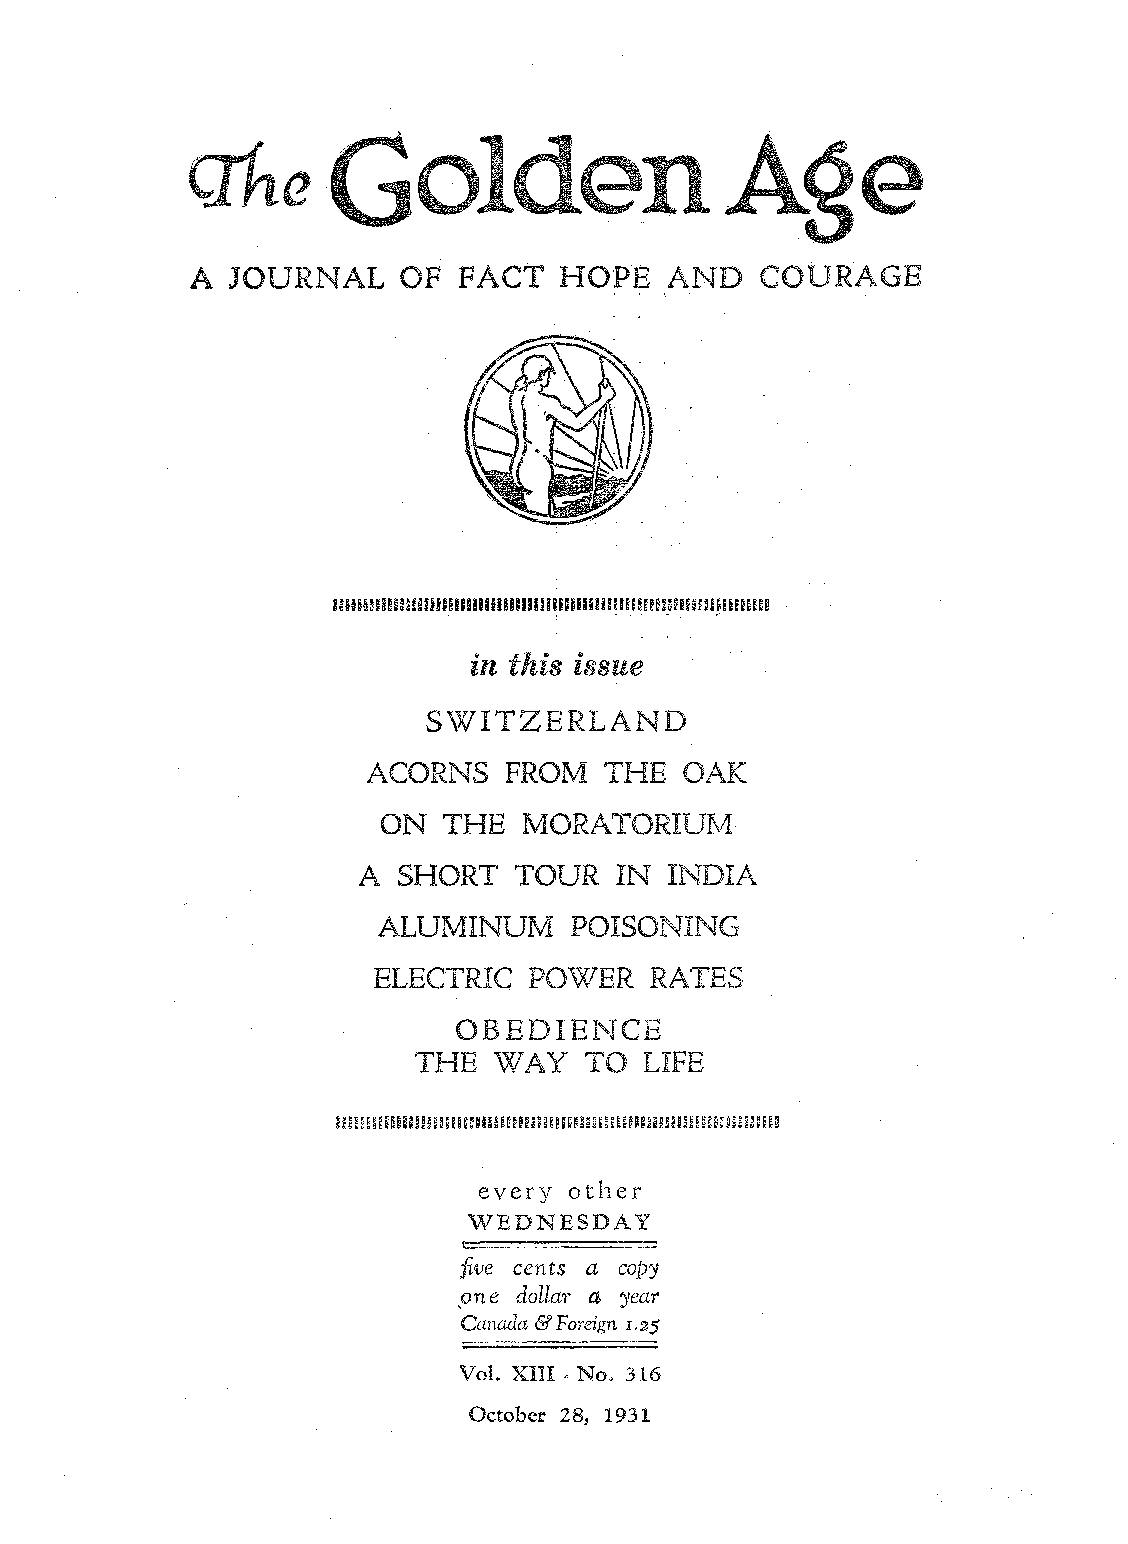 The Golden Age
A JOURNAL OF FACT HOPE AND COURAGE
in this issue
SWITZERLAND
ACORNS FROM THE OAK
ON THE MORATORIUM
A SHORT TOUR IN INDIA
ALUMINUM POISONING
ELECTRIC POWER RATES
OBEDIENCE
THE WAY TO LIFE
every other
WEDNESDAY
five cents a copy
one dollar a year
Canada & Foreign 1.25
Vol. XIII - No. 316
October 28, 1931